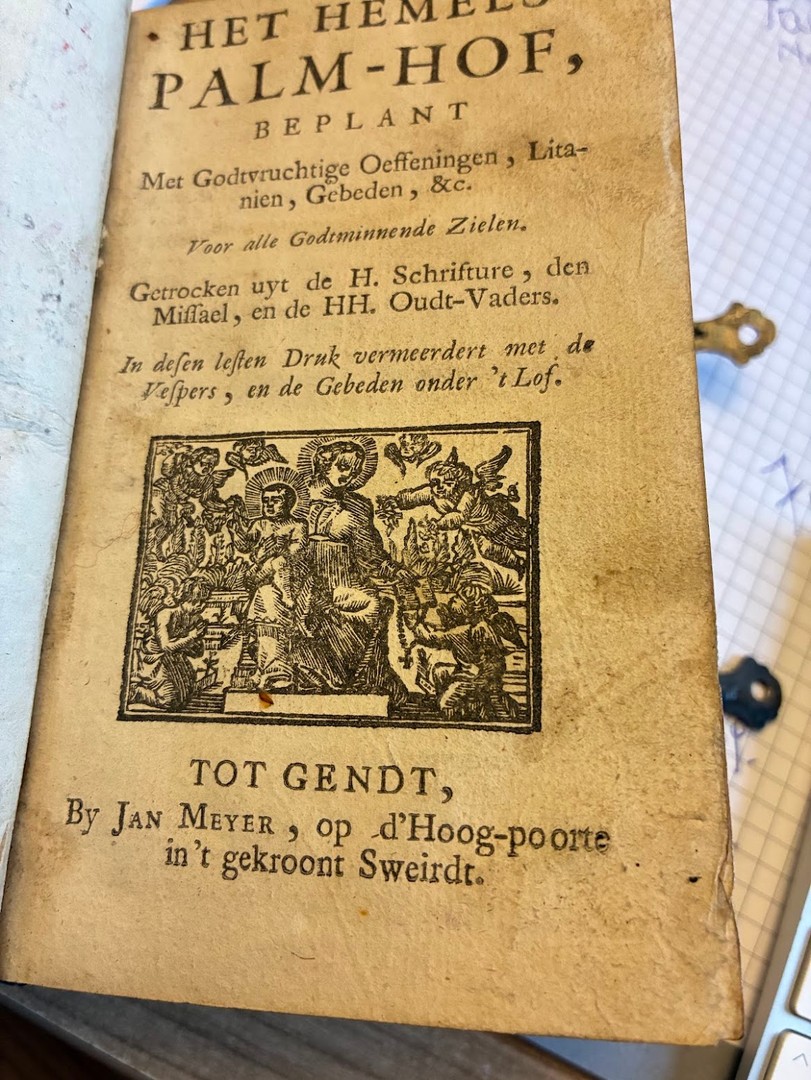 HET HEMELS
PALM-HOF,
BEPLANT
Met Godtvruchtige Oeffeningen, Lita-
nien, Gebeden, &c.
Voor alle Godtminnende Zielen.
Getrocken uyt de H. Schrifture, den
Miſſael, en de HH. Oudt-Vaders.
In deſen leſten Druk vermeerdert met de
Veſpers, en de Gebeden onder 't Lof.
TOT GENDT,
By JAN MEYER, op d'Hoog-poorte
in't gekroont Sweirdt.